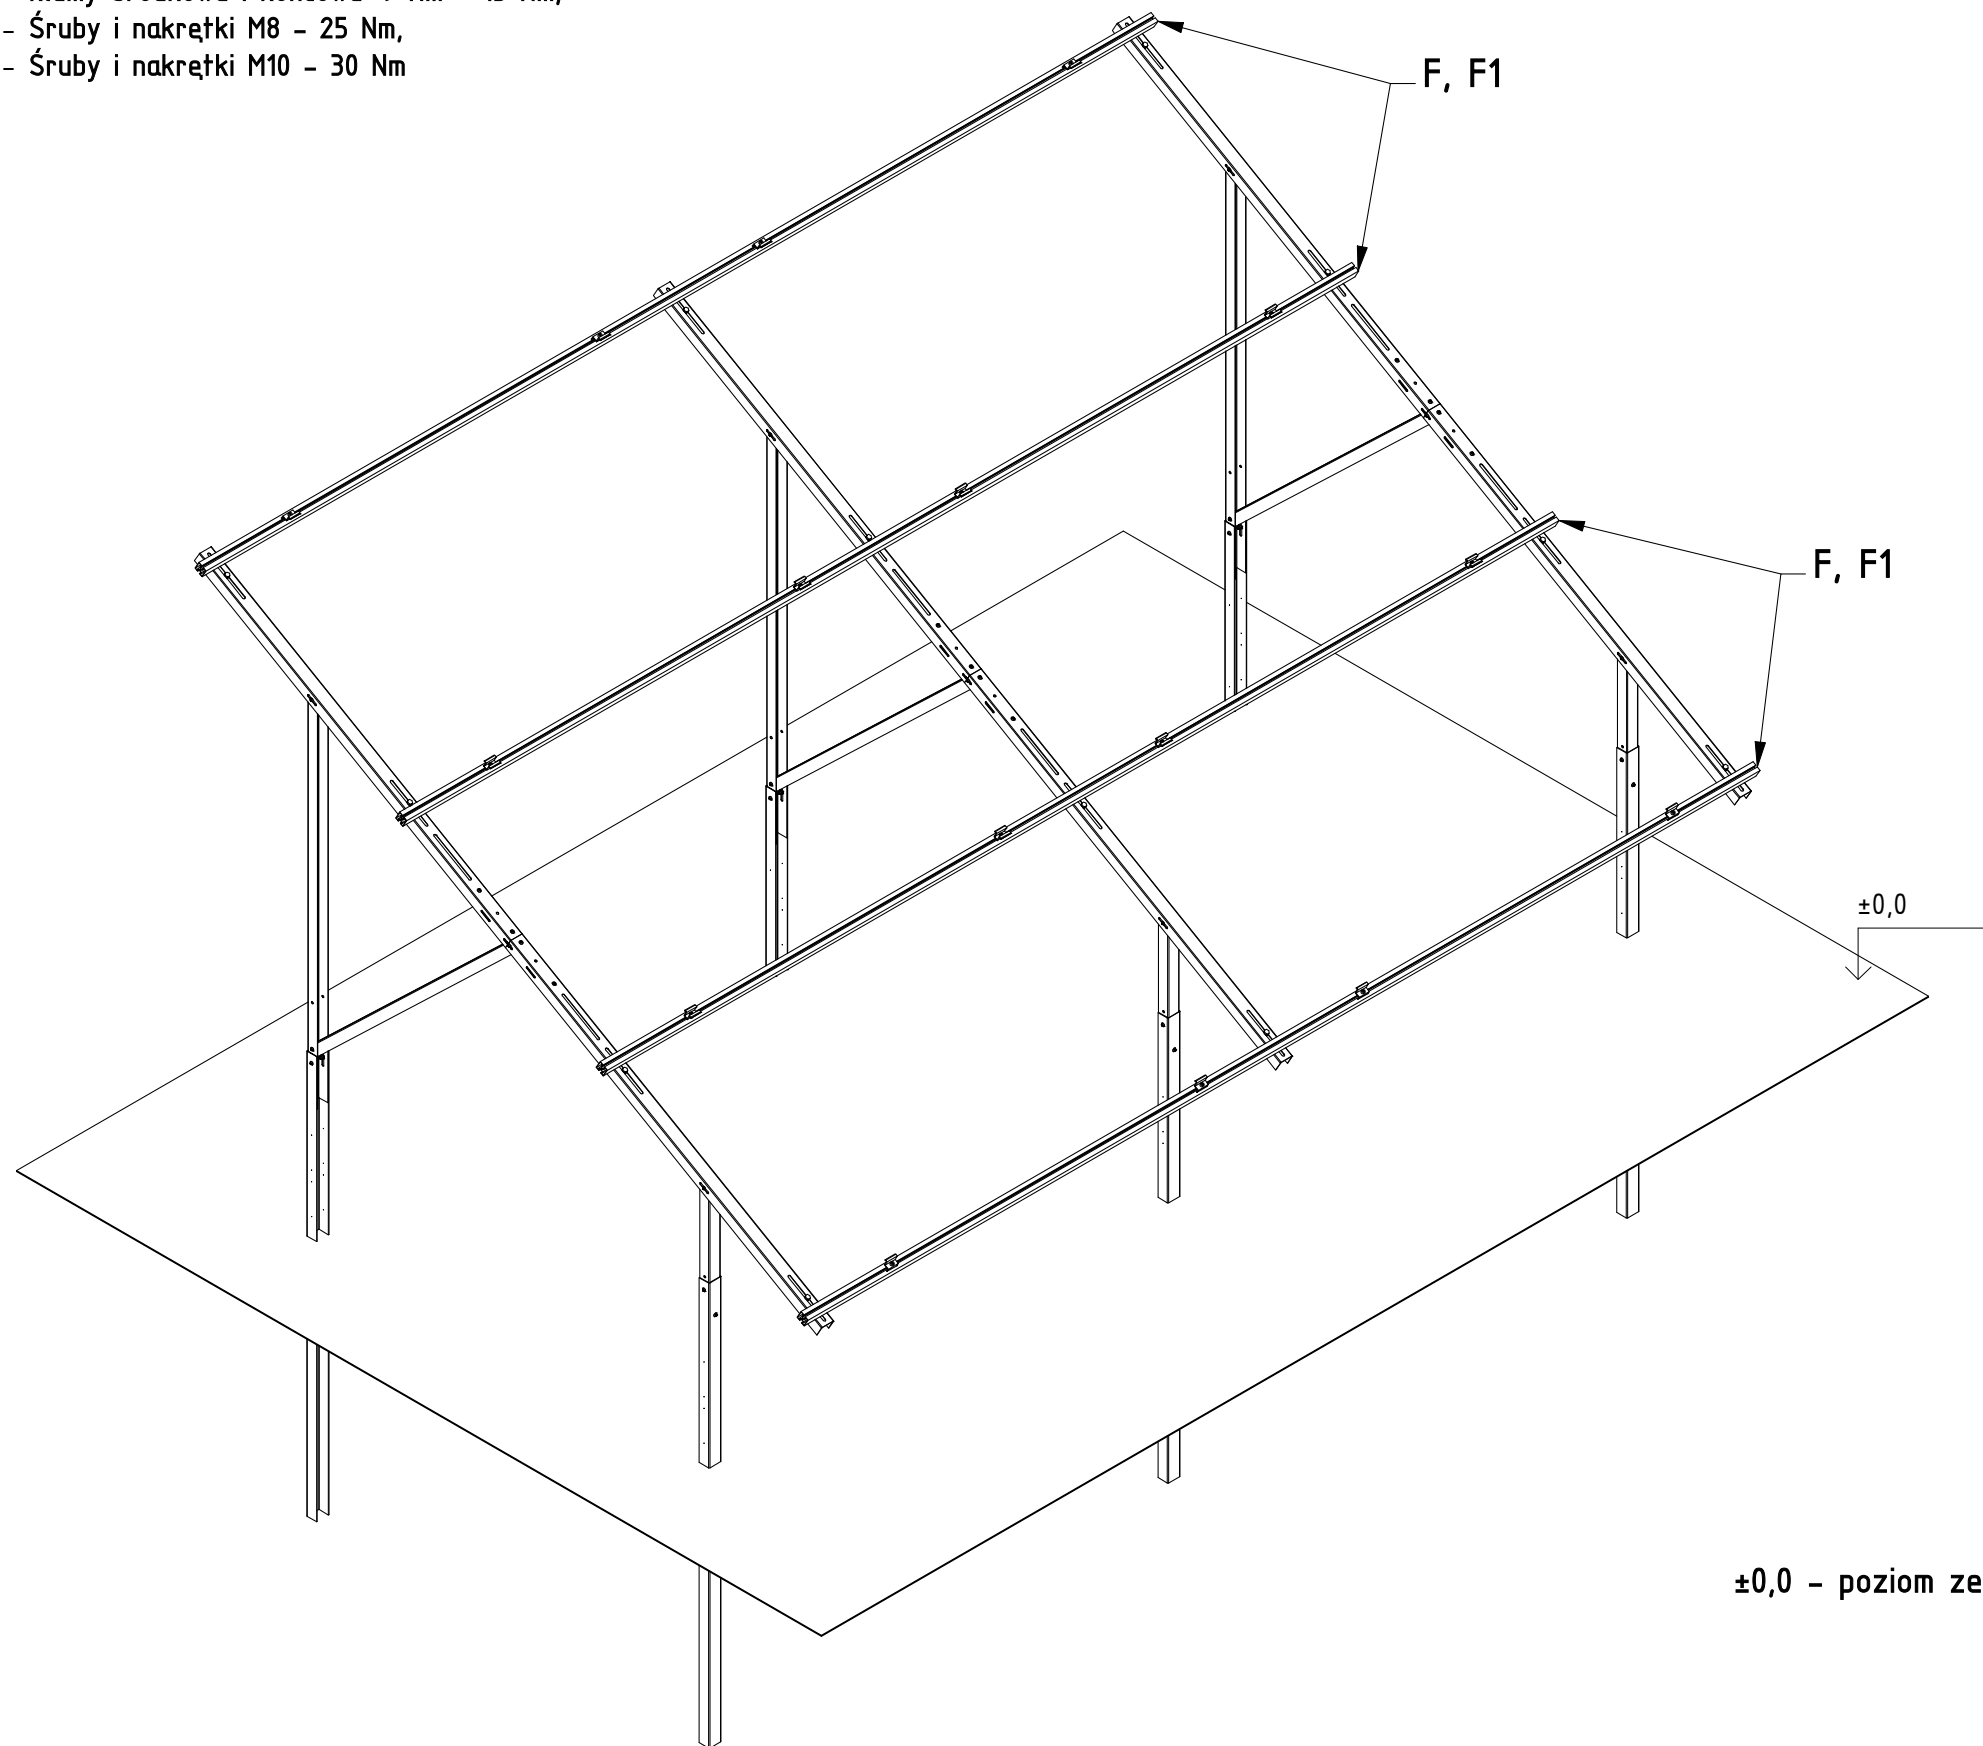 - Śruby i nakrętki M8 - 25 Nm,
- Śruby i nakrętki M10 - 30 Nm
F, F1
F, F1
±0,0
±0,0 - poziom ze